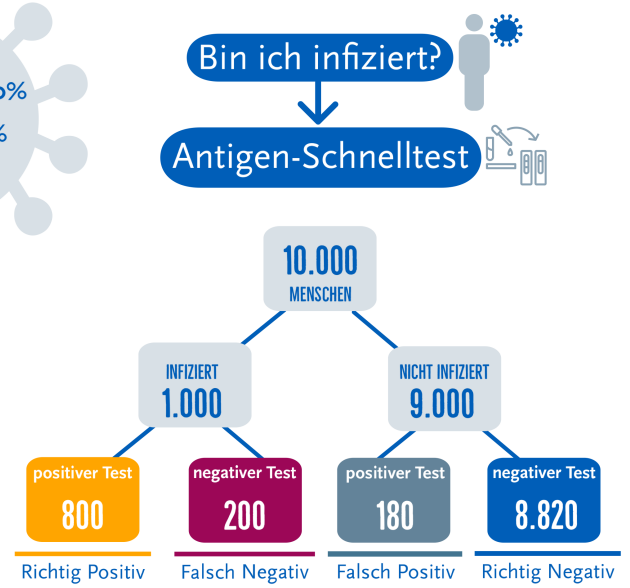 Bin ich infiziert?
%
%
Antigen-Schnelltest
10.000
MENSCHEN
INFIZIERT
1.000
NICHT INFIZIERT
9.000
positiver Test
800
negativer Test
200
positiver Test
180
negativer Test
8.820
Richtig Positiv
Falsch Negativ
Falsch Positiv
Richtig Negativ